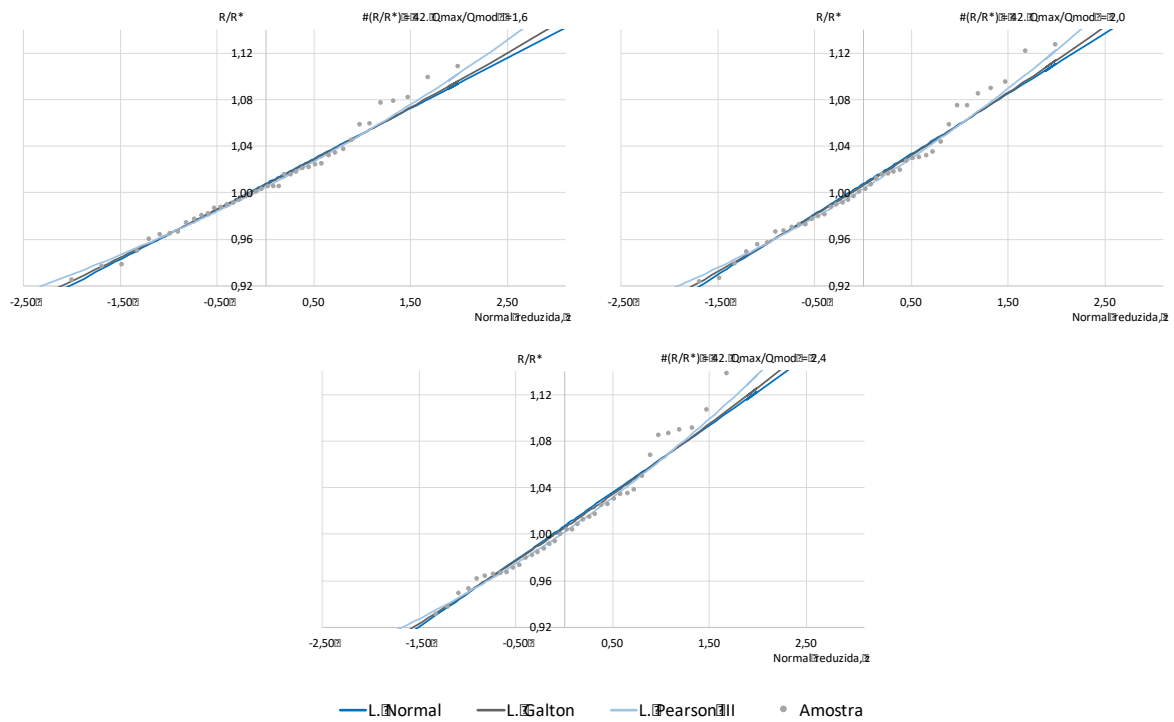 R/R*
#(R/R*) = 42. Qmax/Qmod =1,6
1,12
1,08
1,04
1,00
0,96
0,92
-2,50
-1,50
-0,50
0,50
1,50
2,50
Normal reduzida, z
R/R*
#(R/R*) = 42. Qmax/Qmod = 2,0
1,12
1,08
1,04
1,00
0,96
0,92
-2,50
-1,50
-0,50
0,50
1,50
2,50
Normal reduzida, z
R/R*
#(R/R*) = 42. Qmax/Qmod = 2,4
1,12
1,08
1,04
1,00
0,96
0,92
-2,50
-1,50
-0,50
0,50
1,50
2,50
Normal reduzida, z
L. Normal
L. Galton
L. Pearson III
Amostra